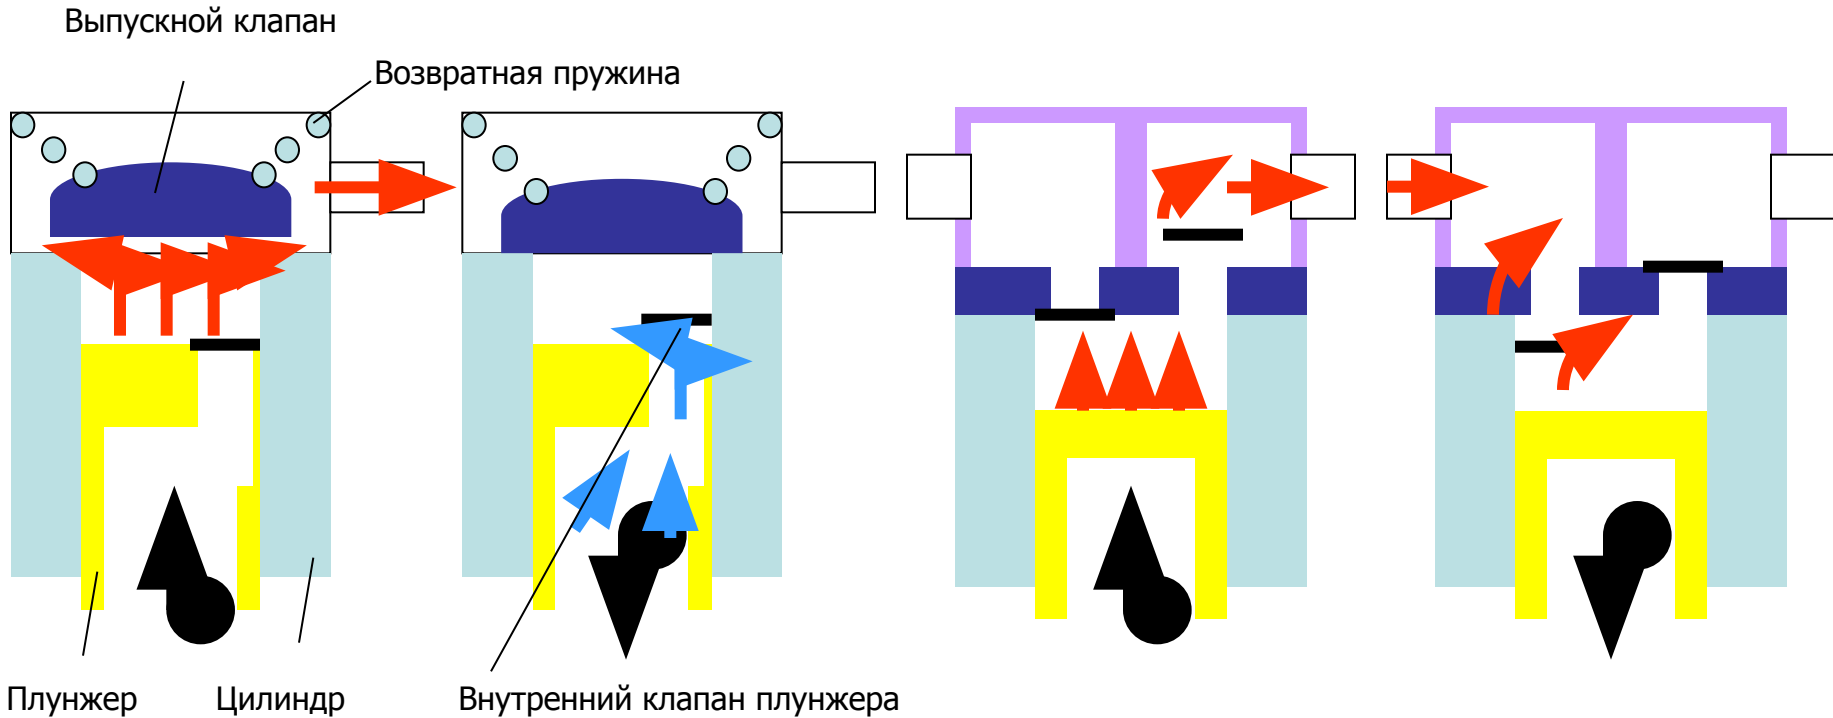 Выпускной клапан
Возвратная пружина
Плунжер
Цилиндр
Внутренний клапан плунжера